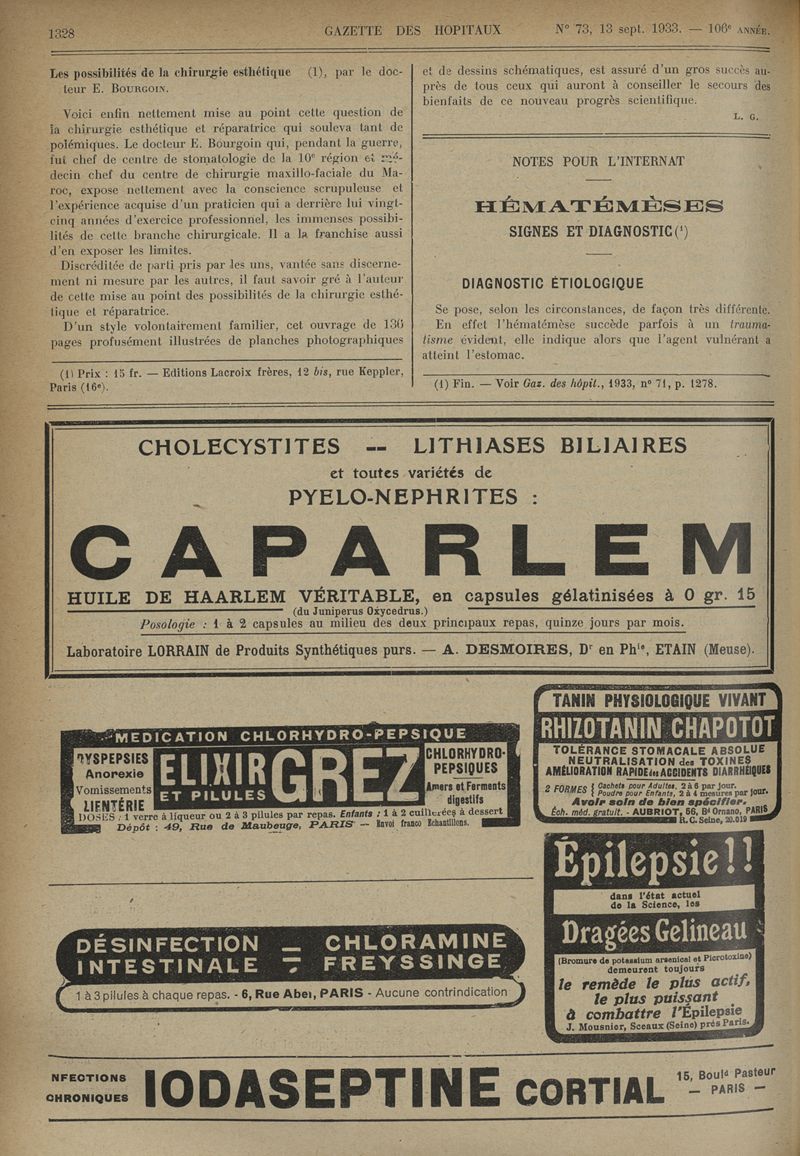 1328
GAZETTE DES HOPITAUX
N° 73, 13 sept. 1933. — 106e ANNÉE.
Les possibilités de la chirurgie esthétique (1), par le doc-
teur E. BOURGOIN.
Voici enfin nettement mise au point cette question de
la chirurgie esthétique et réparatrice qui souleva tant de
polémiques. Le docteur E. Bourgoin qui, pendant la guerre,
fut chef de centre de stomatologie de la 10e région et mé-
decin chef du centre de chirurgie maxillo-faciale du Ma-
roc, expose nettement avec la conscience scrupuleuse et
l'expérience acquise d'un praticien qui a derrière lui vingt-
cinq années d'exercice professionnel, les immenses possibi-
lités de cette branche chirurgicale. Il a la franchise aussi
d'en exposer les limites.
Discréditée de parti pris par les uns, vantée sans discerne-
ment ni mesure par les autres, il faut savoir gré à l'auteur
de cette mise au point des possibilités de la chirurgie esthé-
tique et réparatrice.
D'un style volontairement familier, cet ouvrage de 136
pages profusément illustrées de planches photographiques
(1) Prix : 15 fr. — Editions Lacroix frères, 12 bis, rue Keppler,
Paris (16e).
et de dessins schématiques, est assuré d'un gros succès au-
près de tous ceux qui auront à conseiller le secours des
bienfaits de ce nouveau progrès scientifique.
L. G.
NOTES POUR L'INTERNAT
HÉMATÉMÈSES
SIGNES ET DIAGNOSTIC (1)
DIAGNOSTIC ÉTIOLOGIQUE
Se pose, selon les circonstances, de façon très différente.
En effet l'hématémèse succède parfois à un trauma-
tisme évident, elle indique alors que l'agent vulnérant a
atteint l'estomac.
(1) Fin. — Voir Gaz. des hôpit., 1933, n° 71, p. 1278.
CHOLECYSTITES -- LITHIASES BILIAIRES
et toutes variétés de
PYELO-NEPHRITES :
CAPARLEM
HUILE DE HAARLEM VÉRITABLE, en capsules gélatinisées à 0 gr. 15
(du Juniperus Oxycedrus.)
Posologie : 1 à 2 capsules au milieu des deux principaux repas, quinze jours par mois.
Laboratoire LORRAIN de Produits Synthétiques purs. — A. DESMOIRES, Dr en Phie, ETAIN (Meuse).
MEDICATION CHLORHYDRO-PEPSIQUE
DYSPEPSIES
Anorexie
Vomissements
LIENTÉRIE
ELIXIR GREZ
ET PILULES
CHLORHYDRO-
PEPSIQUES
Amers et Ferments
digestifs
DOSES : 1 verre à liqueur ou 2 à 3 pilules par repas. Enfants : 1 à 2 cuillerées à dessert
Dépôt : 49, Rue de Maubeuge, PARIS — Envoi franco Echantillons.
TANIN PHYSIOLOGIQUE VIVANT
RHIZOTANIN CHAPOTOT
TOLÉRANCE STOMACALE ABSOLUE
NEUTRALISATION des TOXINES
AMÉLIORATION RAPIDE des ACCIDENTS DIARRHÉIQUES
2 FORMES { Cachets pour Adultes, 2 à 6 par jour.
Poudre pour Enfants, 2 à 4 mesures par jour.
Avoir soin de bien spécifier.
Éch. méd. gratuit. - AUBRIOT, 56, Bd Ornano, PARIS
R. C. Seine, 20.019
Épilepsie!!
dans l'état actuel
de la Science, les
Dragées Gelineau
(Bromure de potassium arsenical et Picrotoxine)
demeurent toujours
le remède le plus actif,
le plus puissant
à combattre l'Épilepsie
J. Mousnier, Sceaux (Seine) près Paris.
DÉSINFECTION — CHLORAMINE
INTESTINALE — FREYSSINGE
1 à 3 pilules à chaque repas. - 6, Rue Abel, PARIS - Aucune contrindication
NFECTIONS
CHRONIQUES
IODASEPTINE CORTIAL
15, Bould Pasteur
— PARIS —